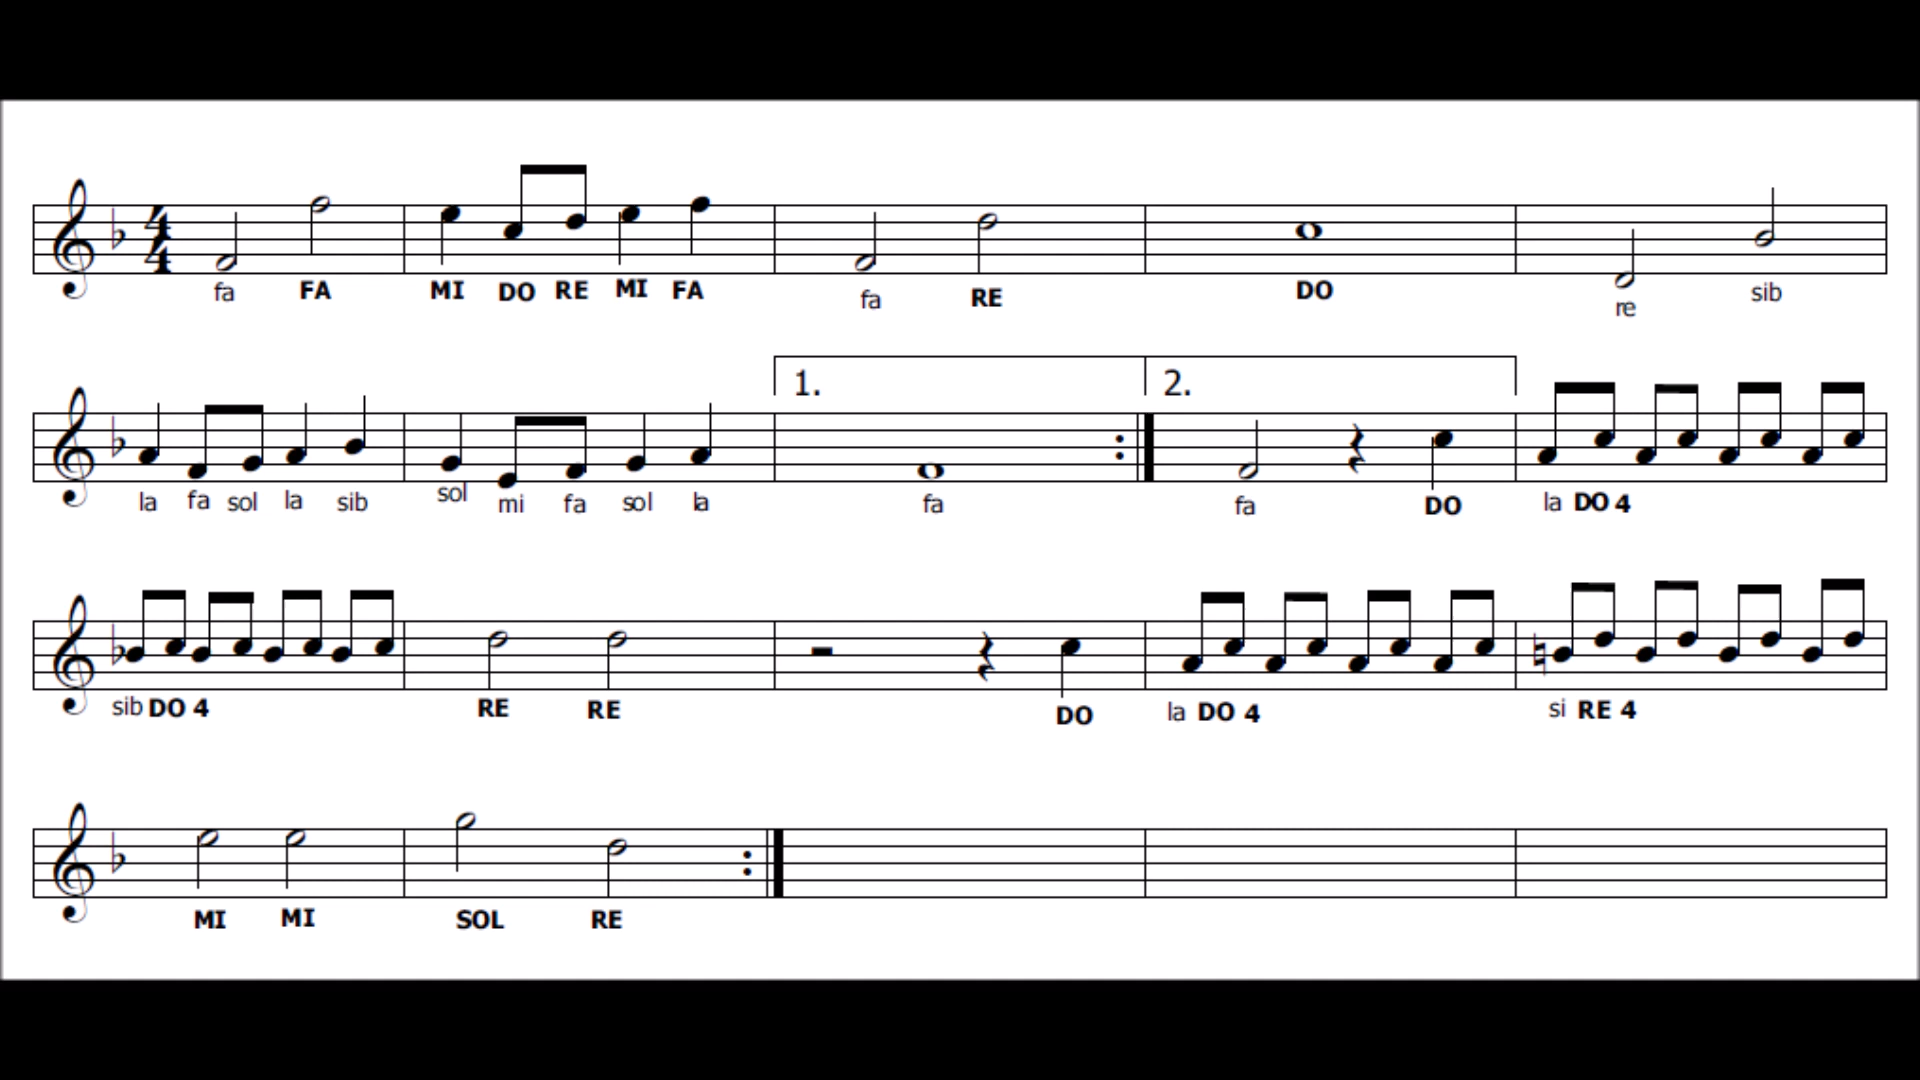 4
4
fa FA MI DO RE MI FA fa RE DO re sib
1. 2.
la fa sol la sib sol mi fa sol la fa fa DO la DO 4
sib DO 4 RE RE DO la DO 4 si RE 4
MI MI SOL RE